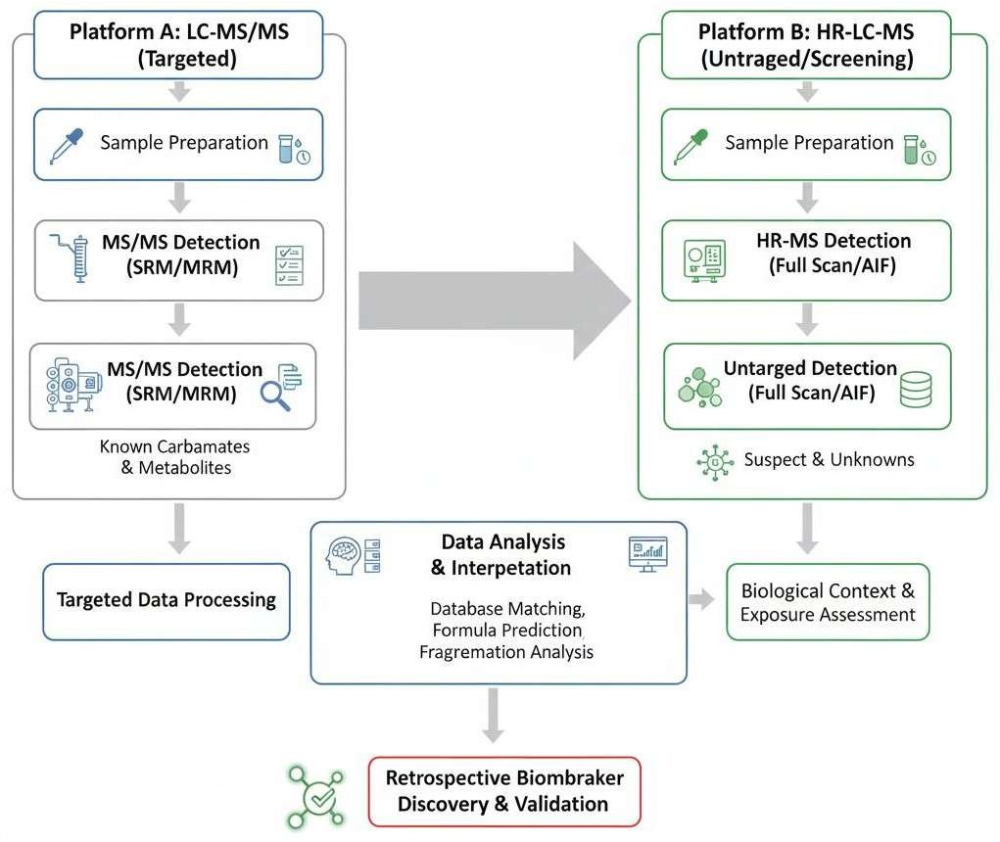 Platform A: LC-MS/MS
(Targeted)
Sample Preparation
MS/MS Detection
(SRM/MRM)
MS/MS Detection
(SRM/MRM)
Known Carbamates
& Metabolites
Targeted Data Processing
Platform B: HR-LC-MS
(Untraged/Screening)
Sample Preparation
HR-MS Detection
(Full Scan/AIF)
Untarged Detection
(Full Scan/AIF)
Suspect & Unknowns
Data Analysis
& Interpetation
Database Matching,
Formula Prediction,
Fragremation Analysis
Biological Context &
Exposure Assessment
Retrospective Biombraker
Discovery & Validation